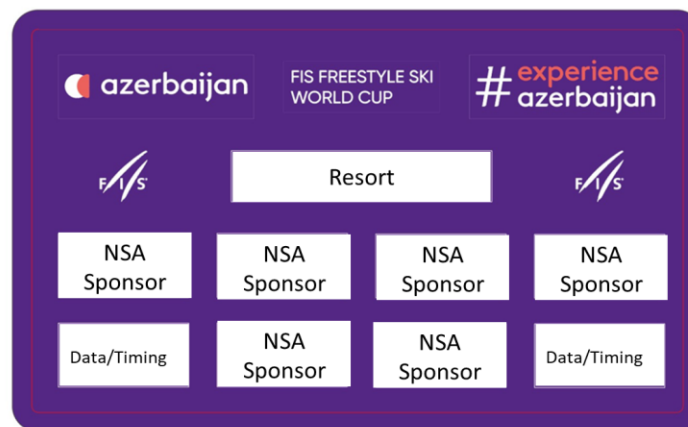 azerbaijan
FIS FREESTYLE SKI
WORLD CUP
#experience
azerbaijan
FIS
Resort
FIS
NSA
Sponsor
NSA
Sponsor
NSA
Sponsor
NSA
Sponsor
Data/Timing
NSA
Sponsor
NSA
Sponsor
Data/Timing